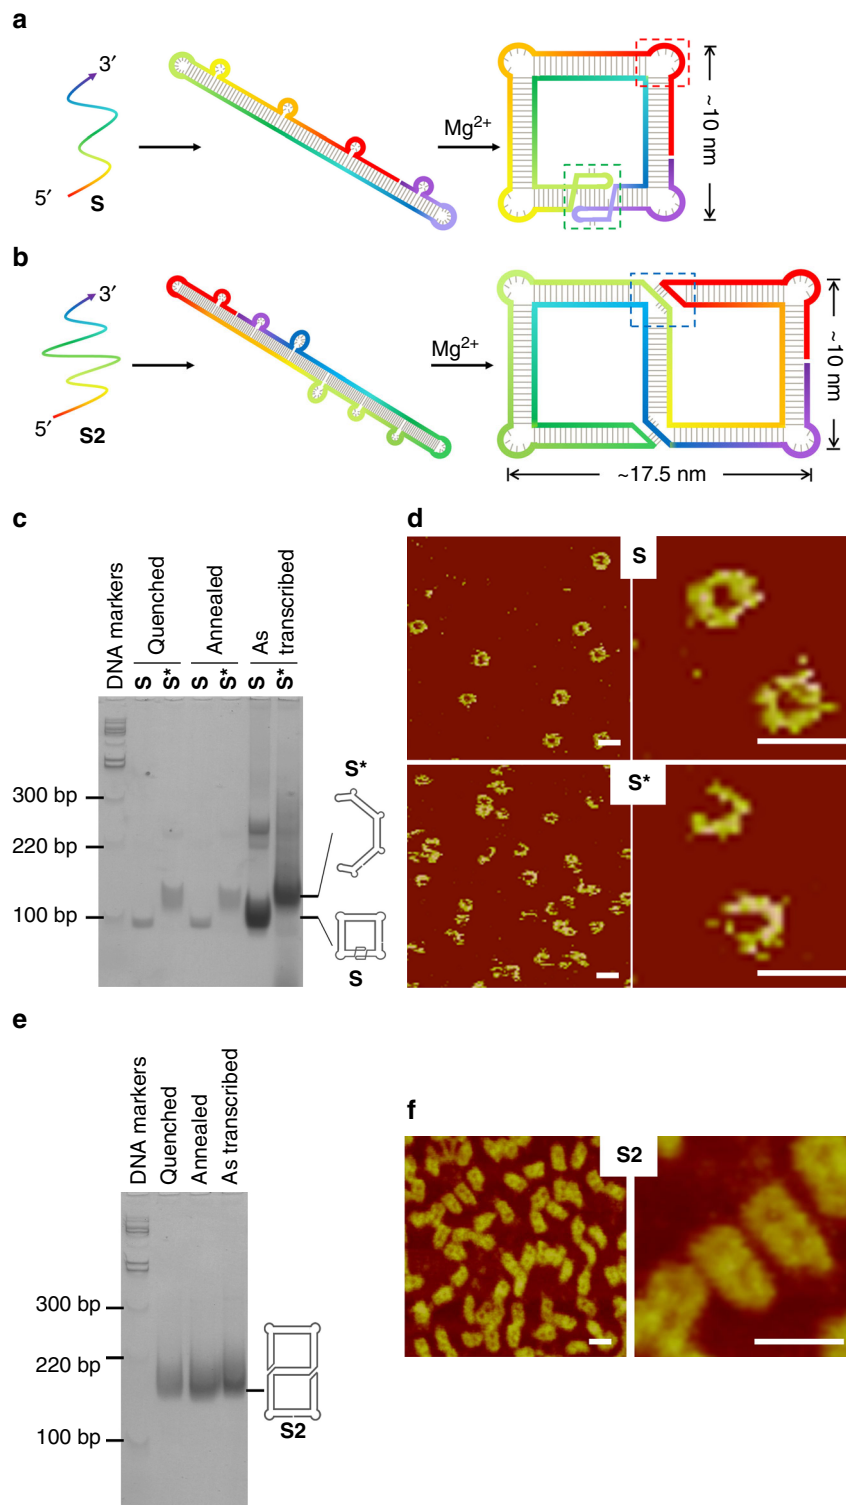 a
3′
5′
S
Mg2+
~10 nm
b
3′
5′
S2
Mg2+
~10 nm
~17.5 nm
c
DNA markers
Quenched
Annealed
As transcribed
S
S*
S
S*
S
S*
300 bp
220 bp
100 bp
S*
S
d
S
S*
e
DNA markers
Quenched
Annealed
As transcribed
300 bp
220 bp
100 bp
S2
f
S2